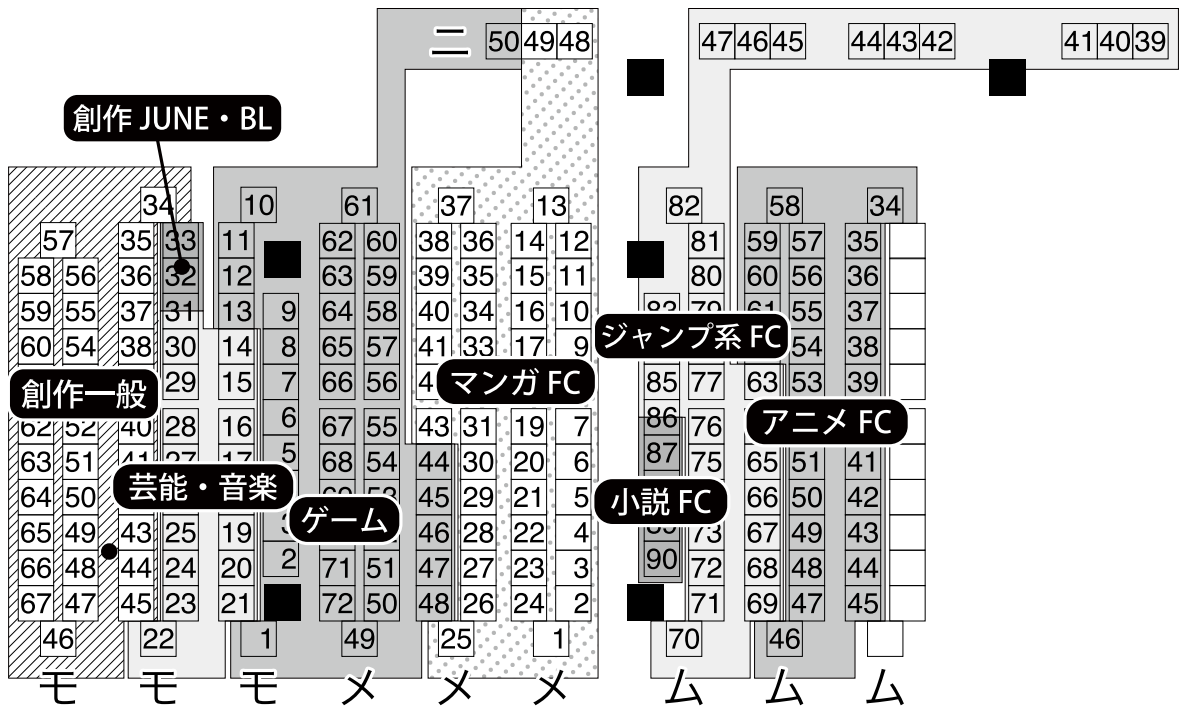 ニ 50 49 48 47 46 45 44 43 42 41 40 39
創作 JUNE・BL
34 10 61 37 13 82 58 34
57 35 33 11 62 60 38 36 14 12 81 59 57 35
58 56 36 32 12 63 59 39 35 15 11 80 60 56 36
59 55 37 31 13 9 64 58 40 34 16 10 83 79 61 55 37
60 54 38 30 14 8 65 57 41 33 17 9 54 38
ジャンプ系 FC
29 15 7 66 56 4 85 77 63 53 39
創作一般
マンガ FC
62 52 40 28 16 6 67 55 43 31 19 7 86 76
アニメ FC
63 51 41 27 17 5 68 54 44 30 20 6 87 75 65 51 41
64 50 45 29 21 5 66 50 42
芸能・音楽
小説 FC
ゲーム
65 49 43 25 19 3 46 28 22 4 73 67 49 43
66 48 44 24 20 2 71 51 47 27 23 3 90 72 68 48 44
67 47 45 23 21 72 50 48 26 24 2 71 69 47 45
46 22 1 49 25 1 70 46
モ モ モ メ メ メ ム ム ム